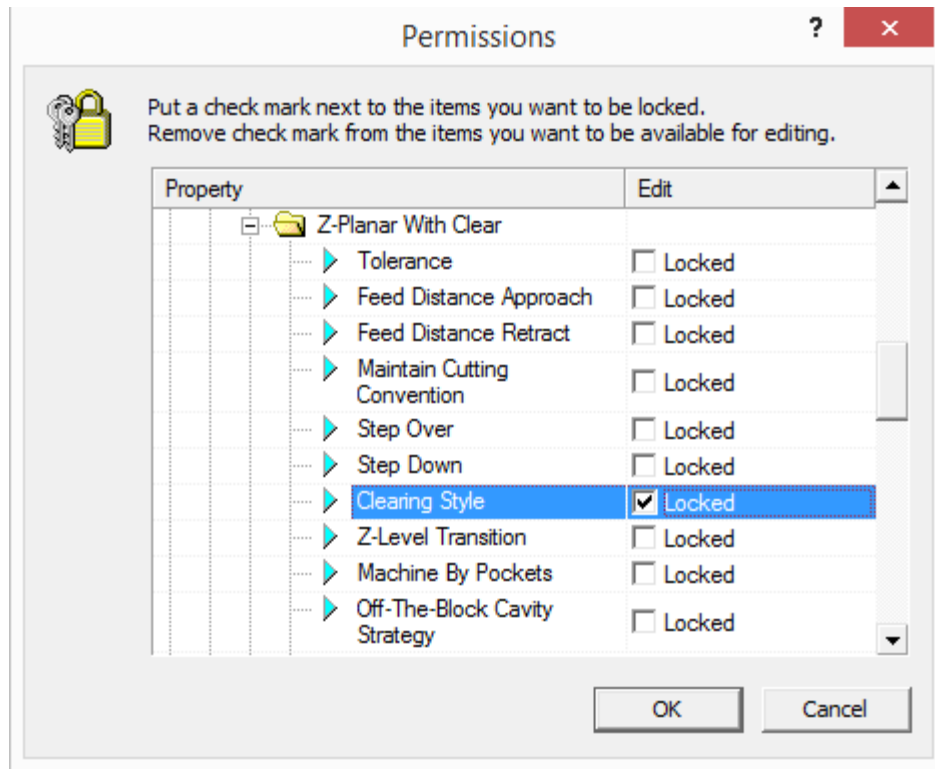 Permissions
?
Put a check mark next to the items you want to be locked.
Remove check mark from the items you want to be available for editing.
Property Edit
Z-Planar With Clear
Tolerance Locked
Feed Distance Approach Locked
Feed Distance Retract Locked
Maintain Cutting
Convention Locked
Step Over Locked
Step Down Locked
Clearing Style Locked
Z-Level Transition Locked
Machine By Pockets Locked
Off-The-Block Cavity
Strategy Locked
OK Cancel